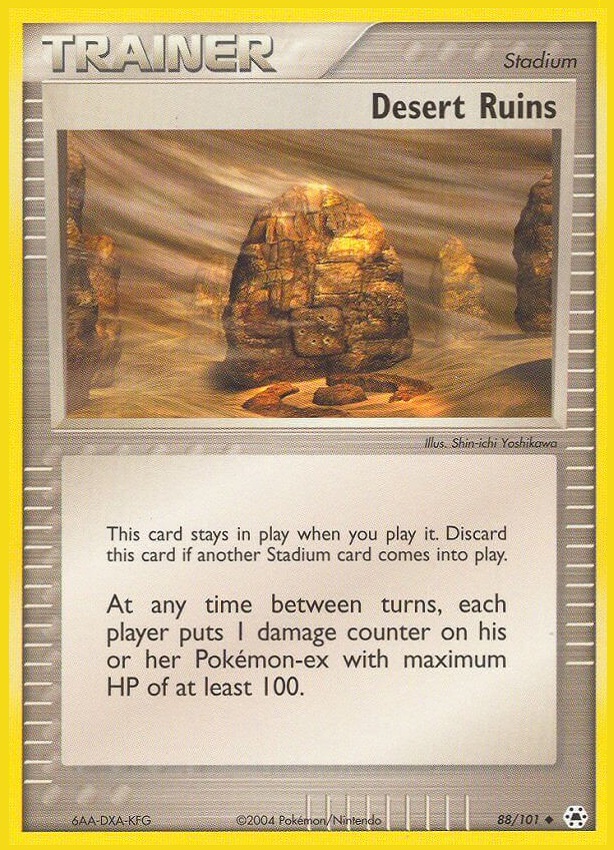 TRAINER
Stadium
Desert Ruins
Illus. Shin-ichi Yoshikawa
This card stays in play when you play it. Discard
this card if another Stadium card comes into play.
At any time between turns, each
player puts 1 damage counter on his
or her Pokémon-ex with maximum
HP of at least 100.
6AA-DXA-KFG
©2004 Pokémon/Nintendo
88/101